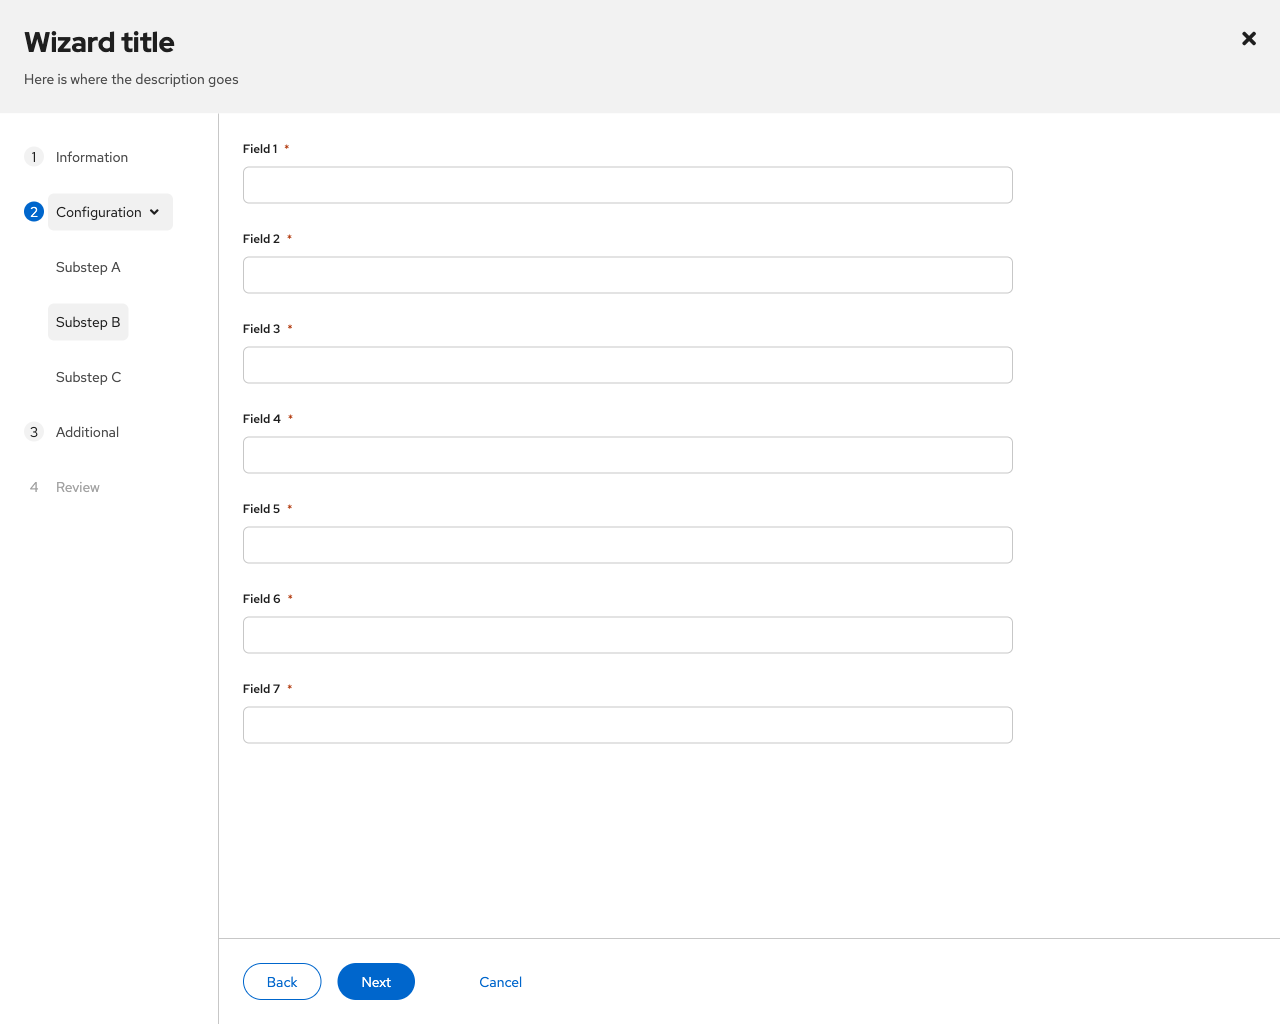 Wizard title
Here is where the description goes
1 Information
2 Configuration
Substep A
Substep B
Substep C
3 Additional
4 Review
Field 1 *
Field 2 *
Field 3 *
Field 4 *
Field 5 *
Field 6 *
Field 7 *
Back Next Cancel